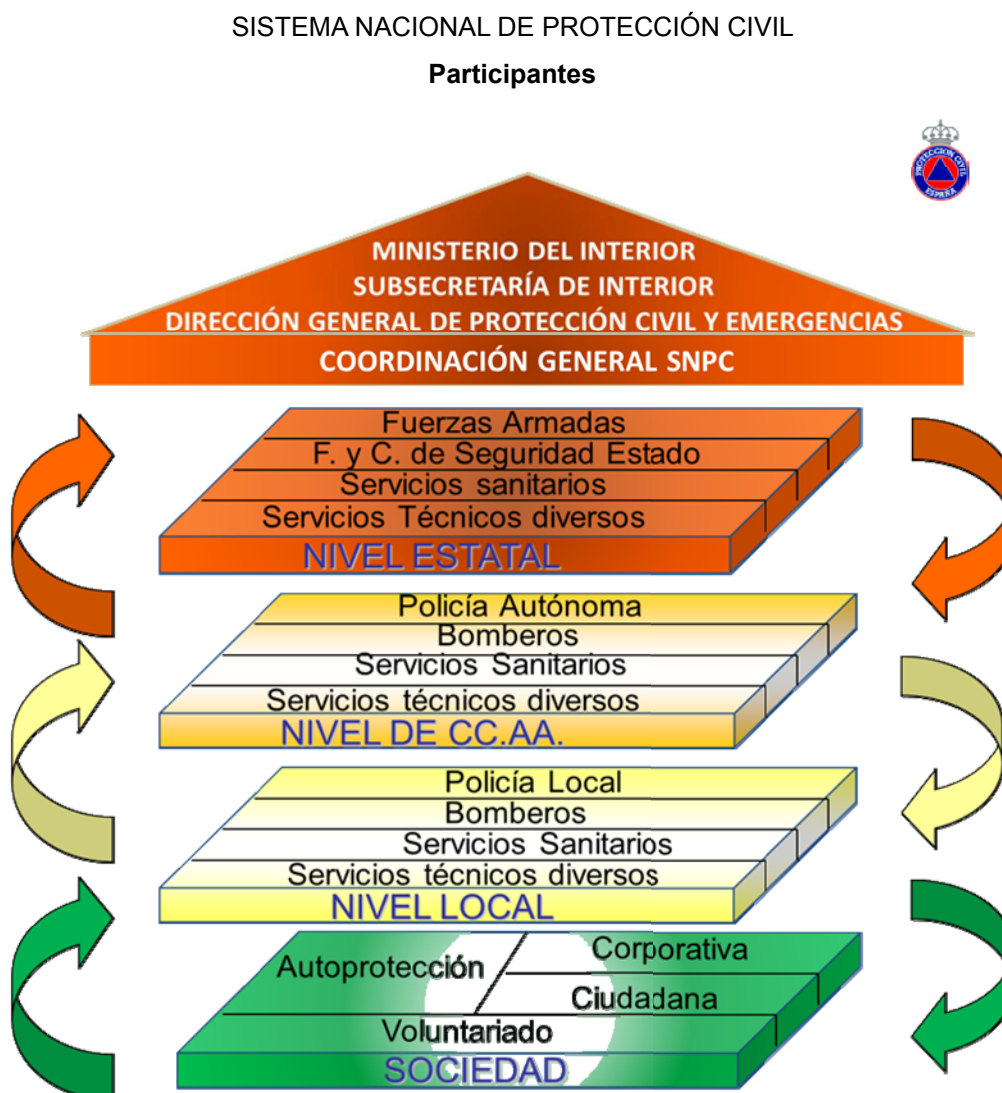 SISTEMA NACIONAL DE PROTECCIÓN CIVIL
Participantes
PROTECCION CIVIL
ESPAÑA
MINISTERIO DEL INTERIOR
SUBSECRETARÍA DE INTERIOR
DIRECCIÓN GENERAL DE PROTECCIÓN CIVIL Y EMERGENCIAS
COORDINACIÓN GENERAL SNPC
Fuerzas Armadas
F. y C. de Seguridad Estado
Servicios sanitarios
Servicios Técnicos diversos
NIVEL ESTATAL
Policía Autónoma
Bomberos
Servicios Sanitarios
Servicios técnicos diversos
NIVEL DE CC.AA.
Policía Local
Bomberos
Servicios Sanitarios
Servicios técnicos diversos
NIVEL LOCAL
Autoprotección
Corporativa
Ciudadana
Voluntariado
SOCIEDAD